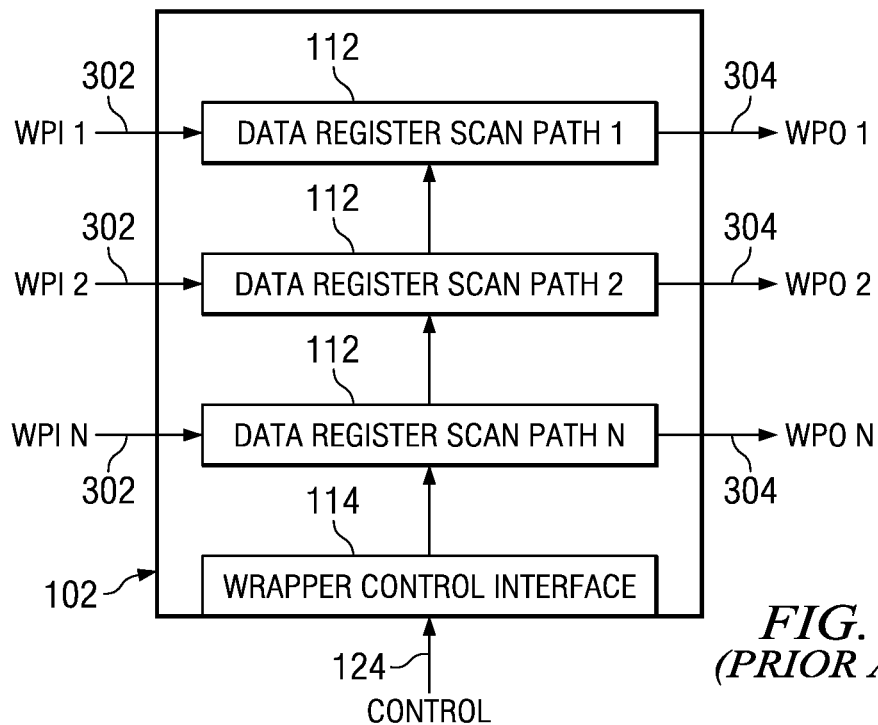 112
302
304
WPI 1
DATA REGISTER SCAN PATH 1
WPO 1
112
302
304
WPI 2
DATA REGISTER SCAN PATH 2
WPO 2
112
WPI N
DATA REGISTER SCAN PATH N
WPO N
302
304
114
102
WRAPPER CONTROL INTERFACE
FIG.
124
(PRIOR A
CONTROL